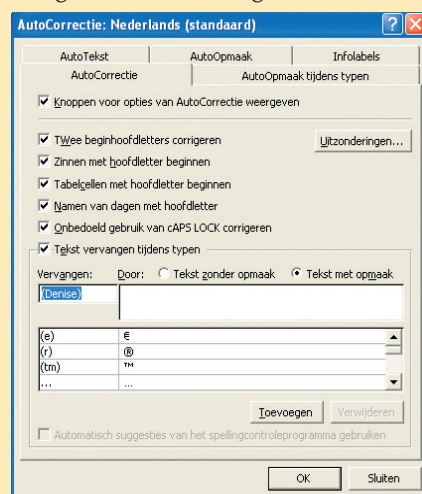 AutoCorrectie: Nederlands (standaard)
AutoTekst AutoOpmaak Infolabels
AutoCorrectie AutoOpmaak tijdens typen
Knoppen voor opties van AutoCorrectie weergeven
TWee beginhoofdletters corrigeren Uitzonderingen...
Zinnen met hoofdletter beginnen
Tabelcellen met hoofdletter beginnen
Namen van dagen met hoofdletter
Onbedoeld gebruik van cAPS LOCK corrigeren
Tekst vervangen tijdens typen
Vervangen: Door: Tekst zonder opmaak Tekst met opmaak
(Denise)
(e) €
(r) ®
(tm) ™
... ...
Toevoegen Verwijderen
Automatisch suggesties van het spellingcontroleprogramma gebruiken
OK Sluiten